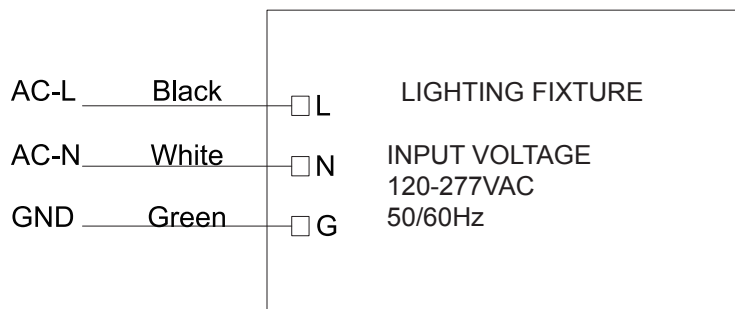 AC-L Black L LIGHTING FIXTURE
AC-N White N INPUT VOLTAGE
120-277VAC
GND Green G 50/60Hz